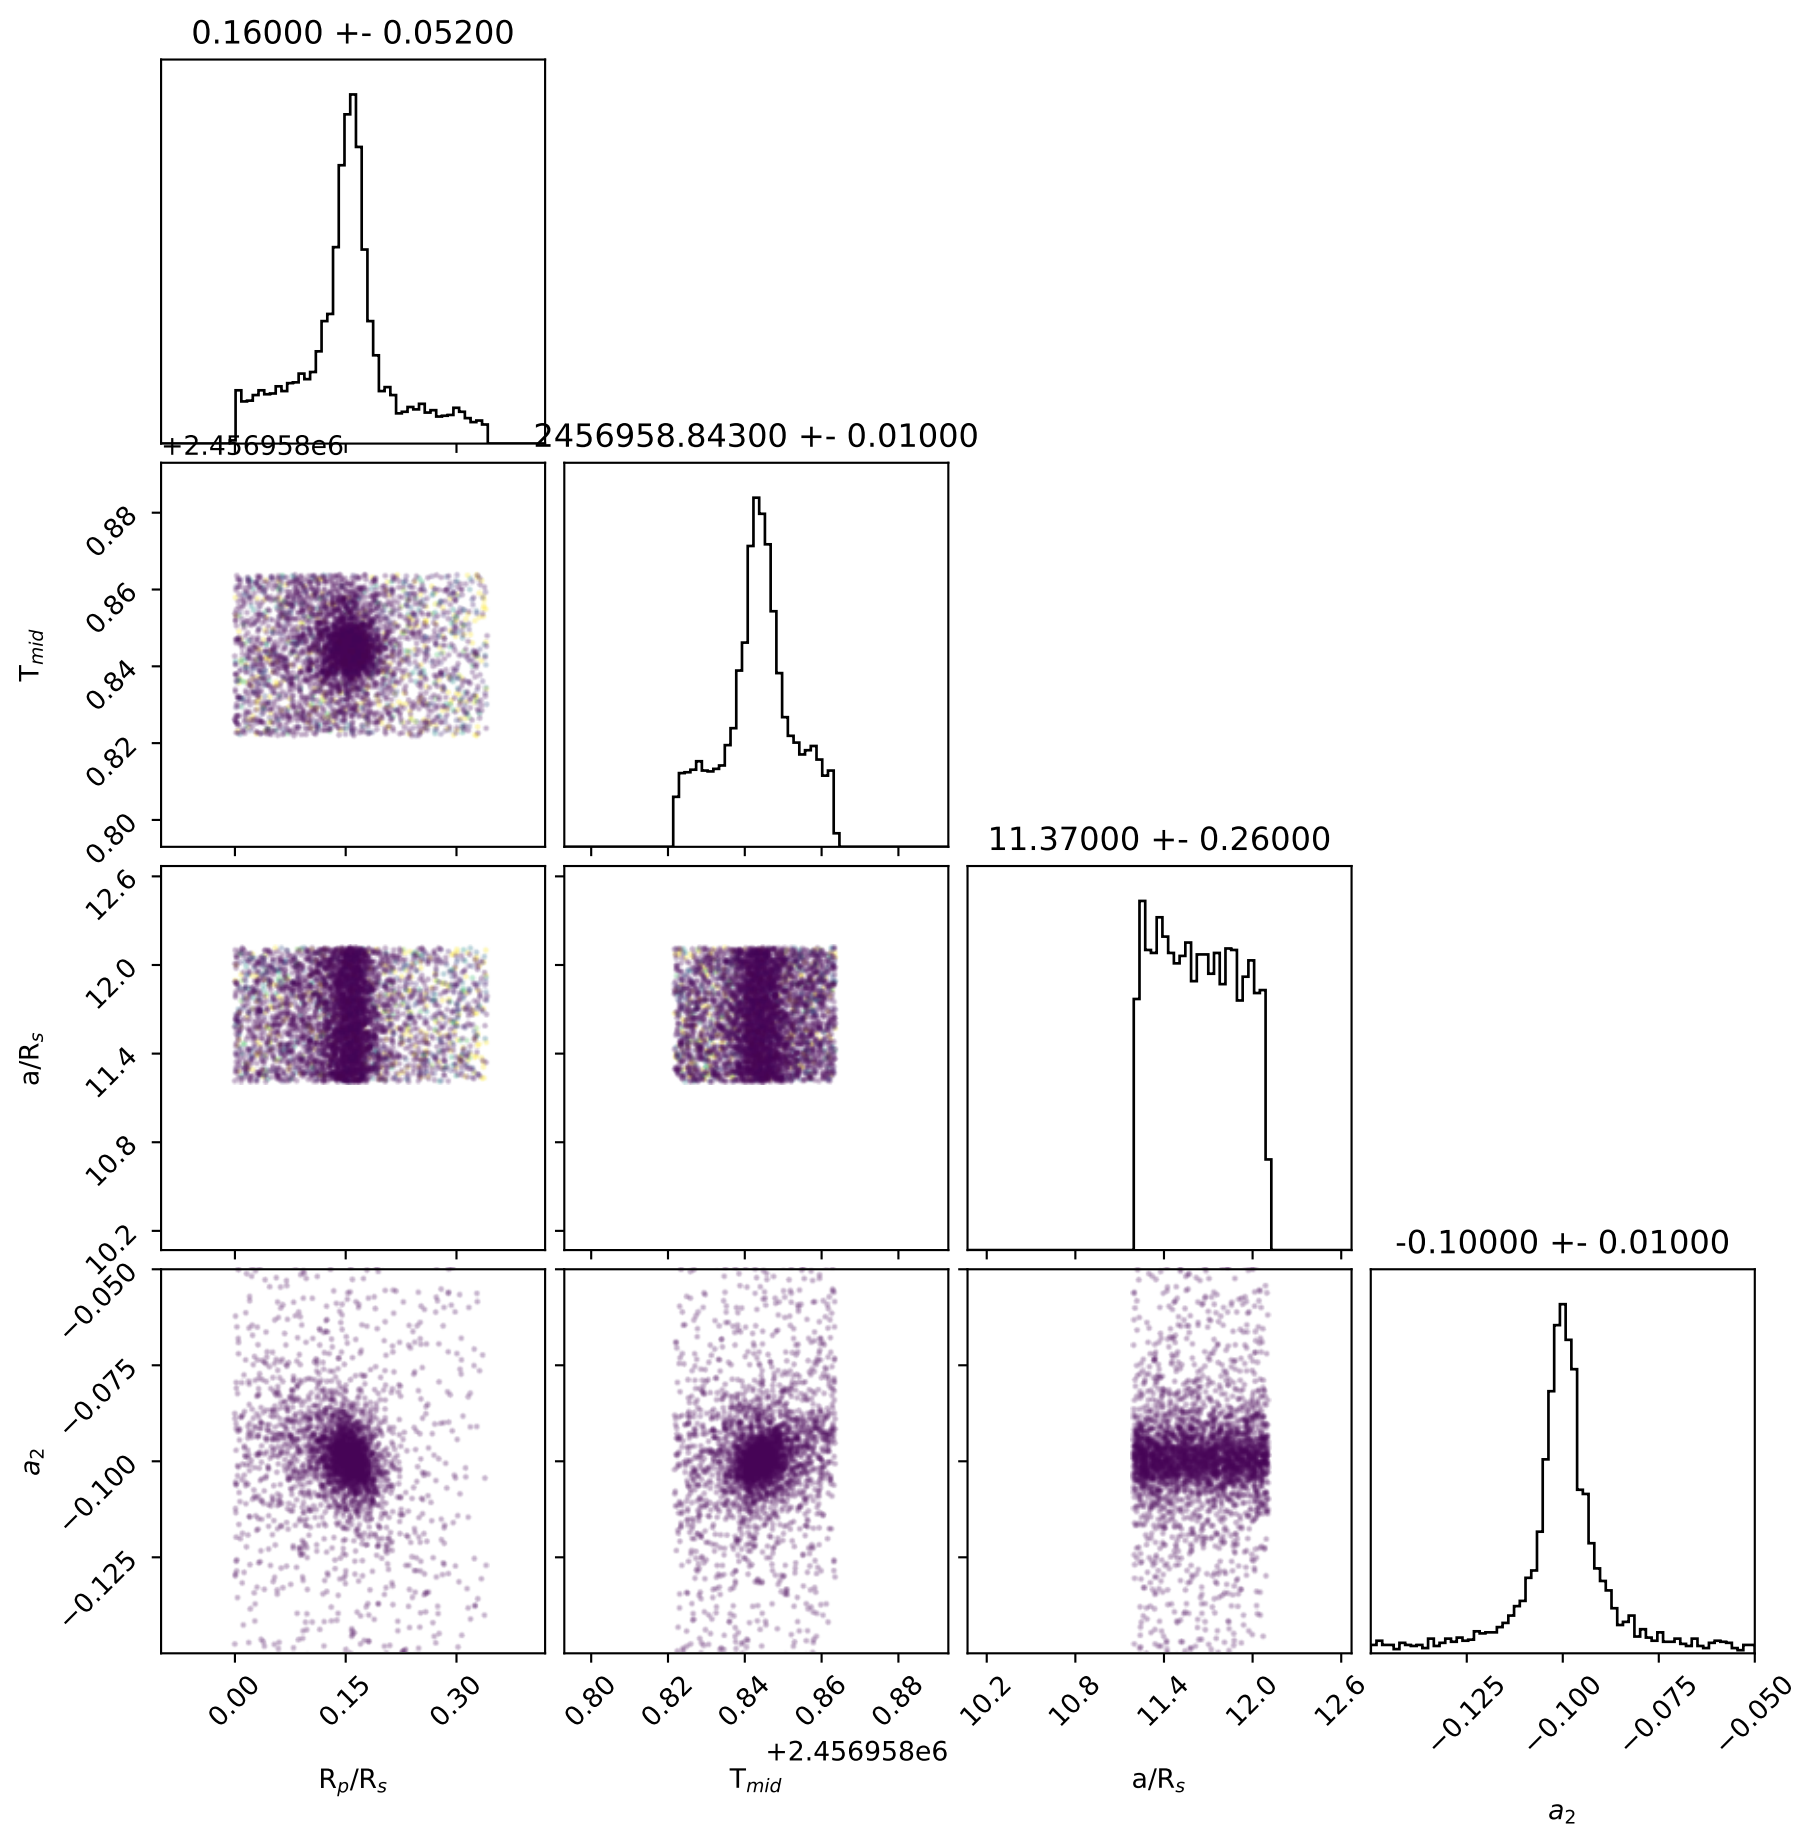 0.16000 +- 0.05200
+2.456958e6
2456958.84300 +- 0.01000
0.88
0.86
0.84
0.82
0.80
T_mid
11.37000 +- 0.26000
12.6
12.0
11.4
10.8
10.2
a/R_s
-0.10000 +- 0.01000
−0.050
−0.075
−0.100
−0.125
a_2
0.00 0.15 0.30
0.80 0.82 0.84 0.86 0.88
10.2 10.8 11.4 12.0 12.6
−0.125 −0.100 −0.075 −0.050
+2.456958e6
R_p/R_s T_mid a/R_s
a_2